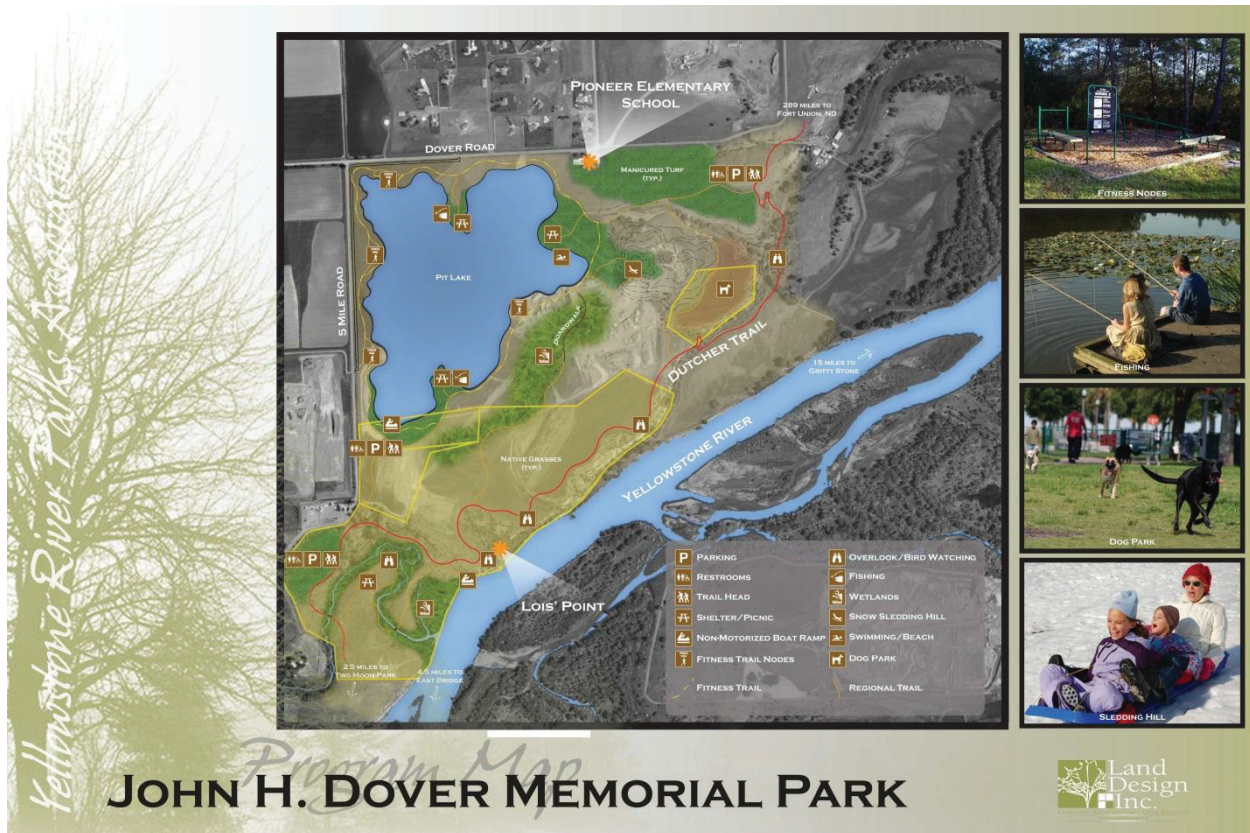 Yellowstone River Parks Association
PIONEER ELEMENTARY
SCHOOL
289 MILES TO
FORT UNION, ND
DOVER ROAD
MANICURED TURF
(TYP.)
P
PIT LAKE
5 MILE ROAD
BOARDWALK
DUTCHER TRAIL
15 MILES TO
GRITTY STONE
YELLOWSTONE RIVER
P
NATIVE GRASSES
(TYP.)
P
LOIS' POINT
2.5 MILES TO
TWO MOON PARK
6.5 MILES TO
EAST BRIDGE
P PARKING
RESTROOMS
TRAIL HEAD
SHELTER/PICNIC
NON-MOTORIZED BOAT RAMP
FITNESS TRAIL NODES
FITNESS TRAIL
OVERLOOK/BIRD WATCHING
FISHING
WETLANDS
SNOW SLEDDING HILL
SWIMMING/BEACH
DOG PARK
REGIONAL TRAIL
FITNESS NODES
FISHING
DOG PARK
SLEDDING HILL
Program Map
JOHN H. DOVER MEMORIAL PARK
Land
Design
Inc.